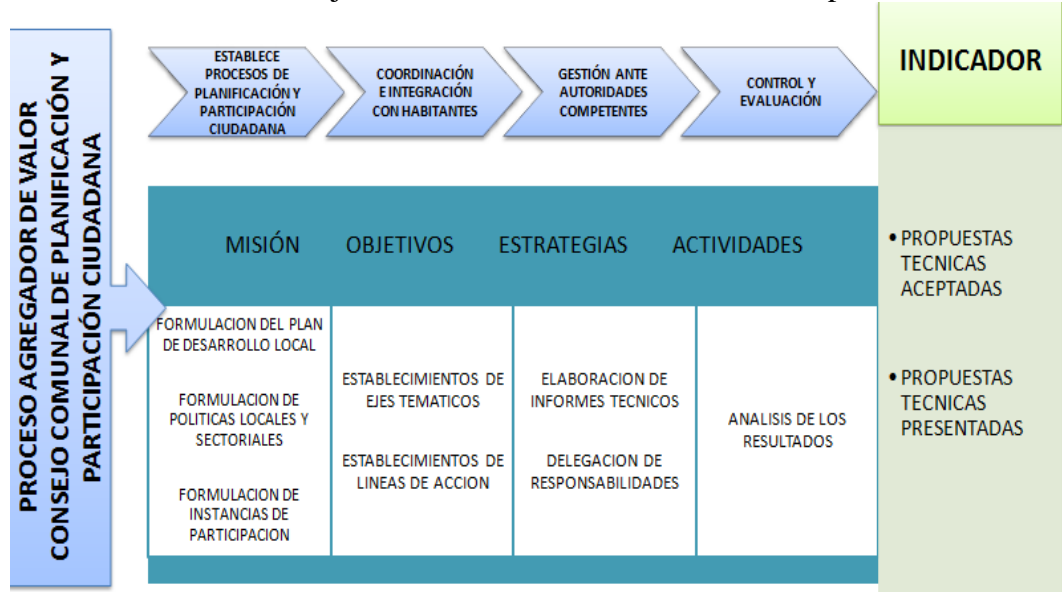 PROCESO AGREGADOR DE VALOR
CONSEJO COMUNAL DE PLANIFICACIÓN Y
PARTICIPACIÓN CIUDADANA
ESTABLECE
PROCESOS DE
PLANIFICACIÓN Y
PARTICIPACIÓN
CIUDADANA
COORDINACIÓN
E INTEGRACIÓN
CON HABITANTES
GESTIÓN ANTE
AUTORIDADES
COMPETENTES
CONTROL Y
EVALUACIÓN
INDICADOR
MISIÓN OBJETIVOS ESTRATEGIAS ACTIVIDADES
FORMULACION DEL PLAN
DE DESARROLLO LOCAL
FORMULACION DE
POLITICAS LOCALES Y
SECTORIALES
FORMULACION DE
INSTANCIAS DE
PARTICIPACION
ESTABLECIMIENTOS DE
EJES TEMATICOS
ESTABLECIMIENTOS DE
LINEAS DE ACCION
ELABORACION DE
INFORMES TECNICOS
DELEGACION DE
RESPONSABILIDADES
ANALISIS DE LOS
RESULTADOS
• PROPUESTAS
TECNICAS
ACEPTADAS
• PROPUESTAS
TECNICAS
PRESENTADAS